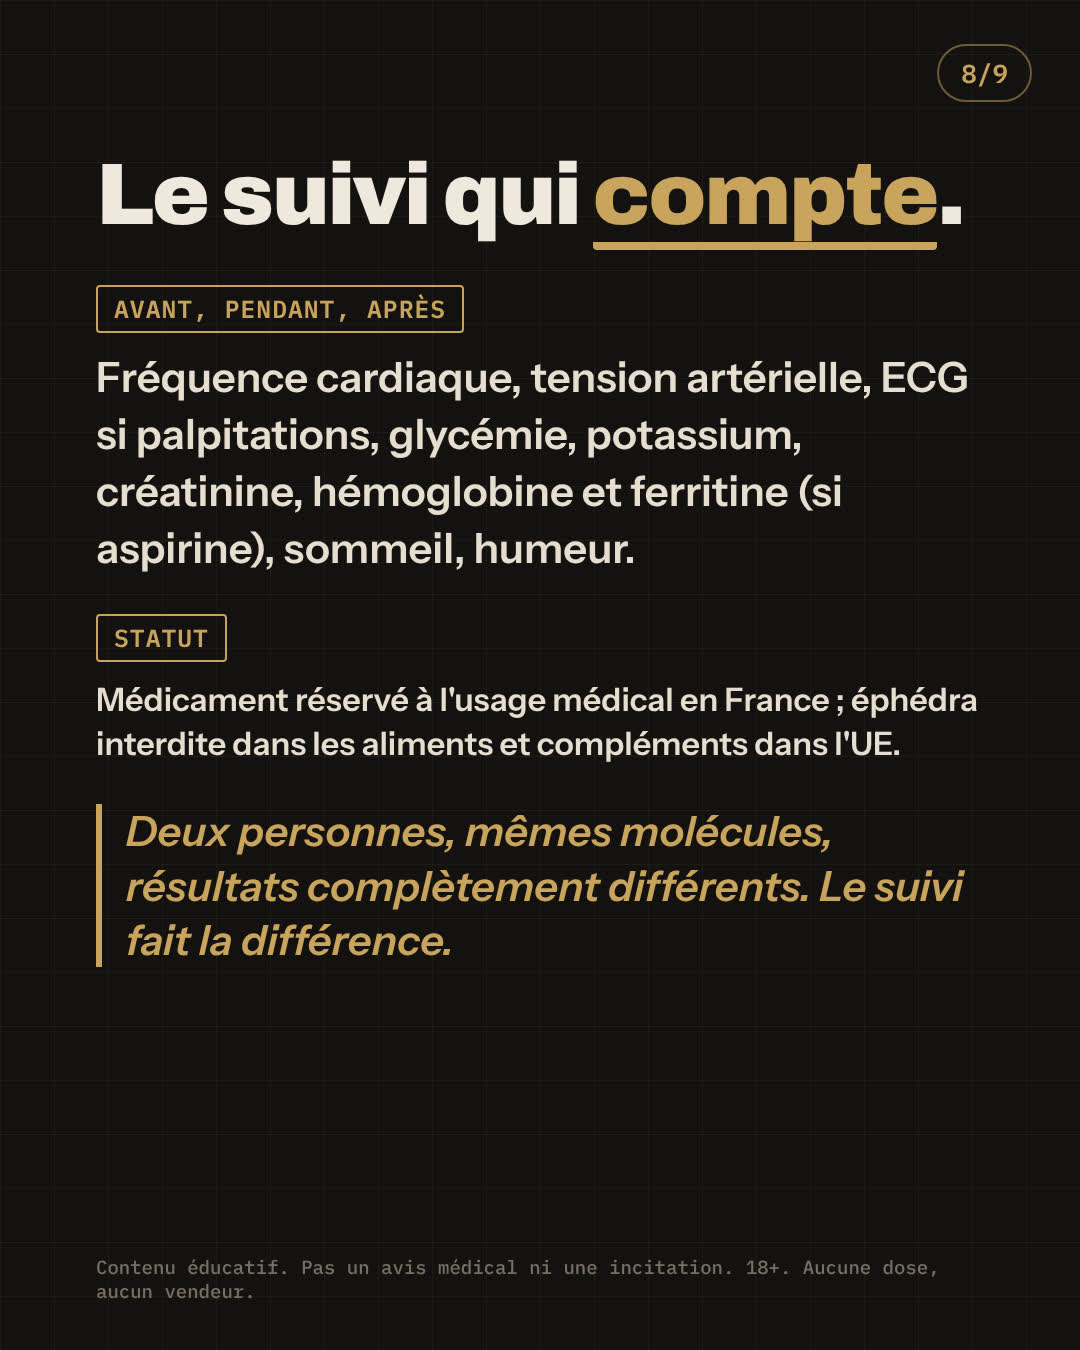 8/9
Le suivi qui compte.
AVANT, PENDANT, APRÈS
Fréquence cardiaque, tension artérielle, ECG
si palpitations, glycémie, potassium,
créatinine, hémoglobine et ferritine (si
aspirine), sommeil, humeur.
STATUT
Médicament réservé à l'usage médical en France ; éphédra
interdite dans les aliments et compléments dans l'UE.
Deux personnes, mêmes molécules,
résultats complètement différents. Le suivi
fait la différence.
Contenu éducatif. Pas un avis médical ni une incitation. 18+. Aucune dose,
aucun vendeur.